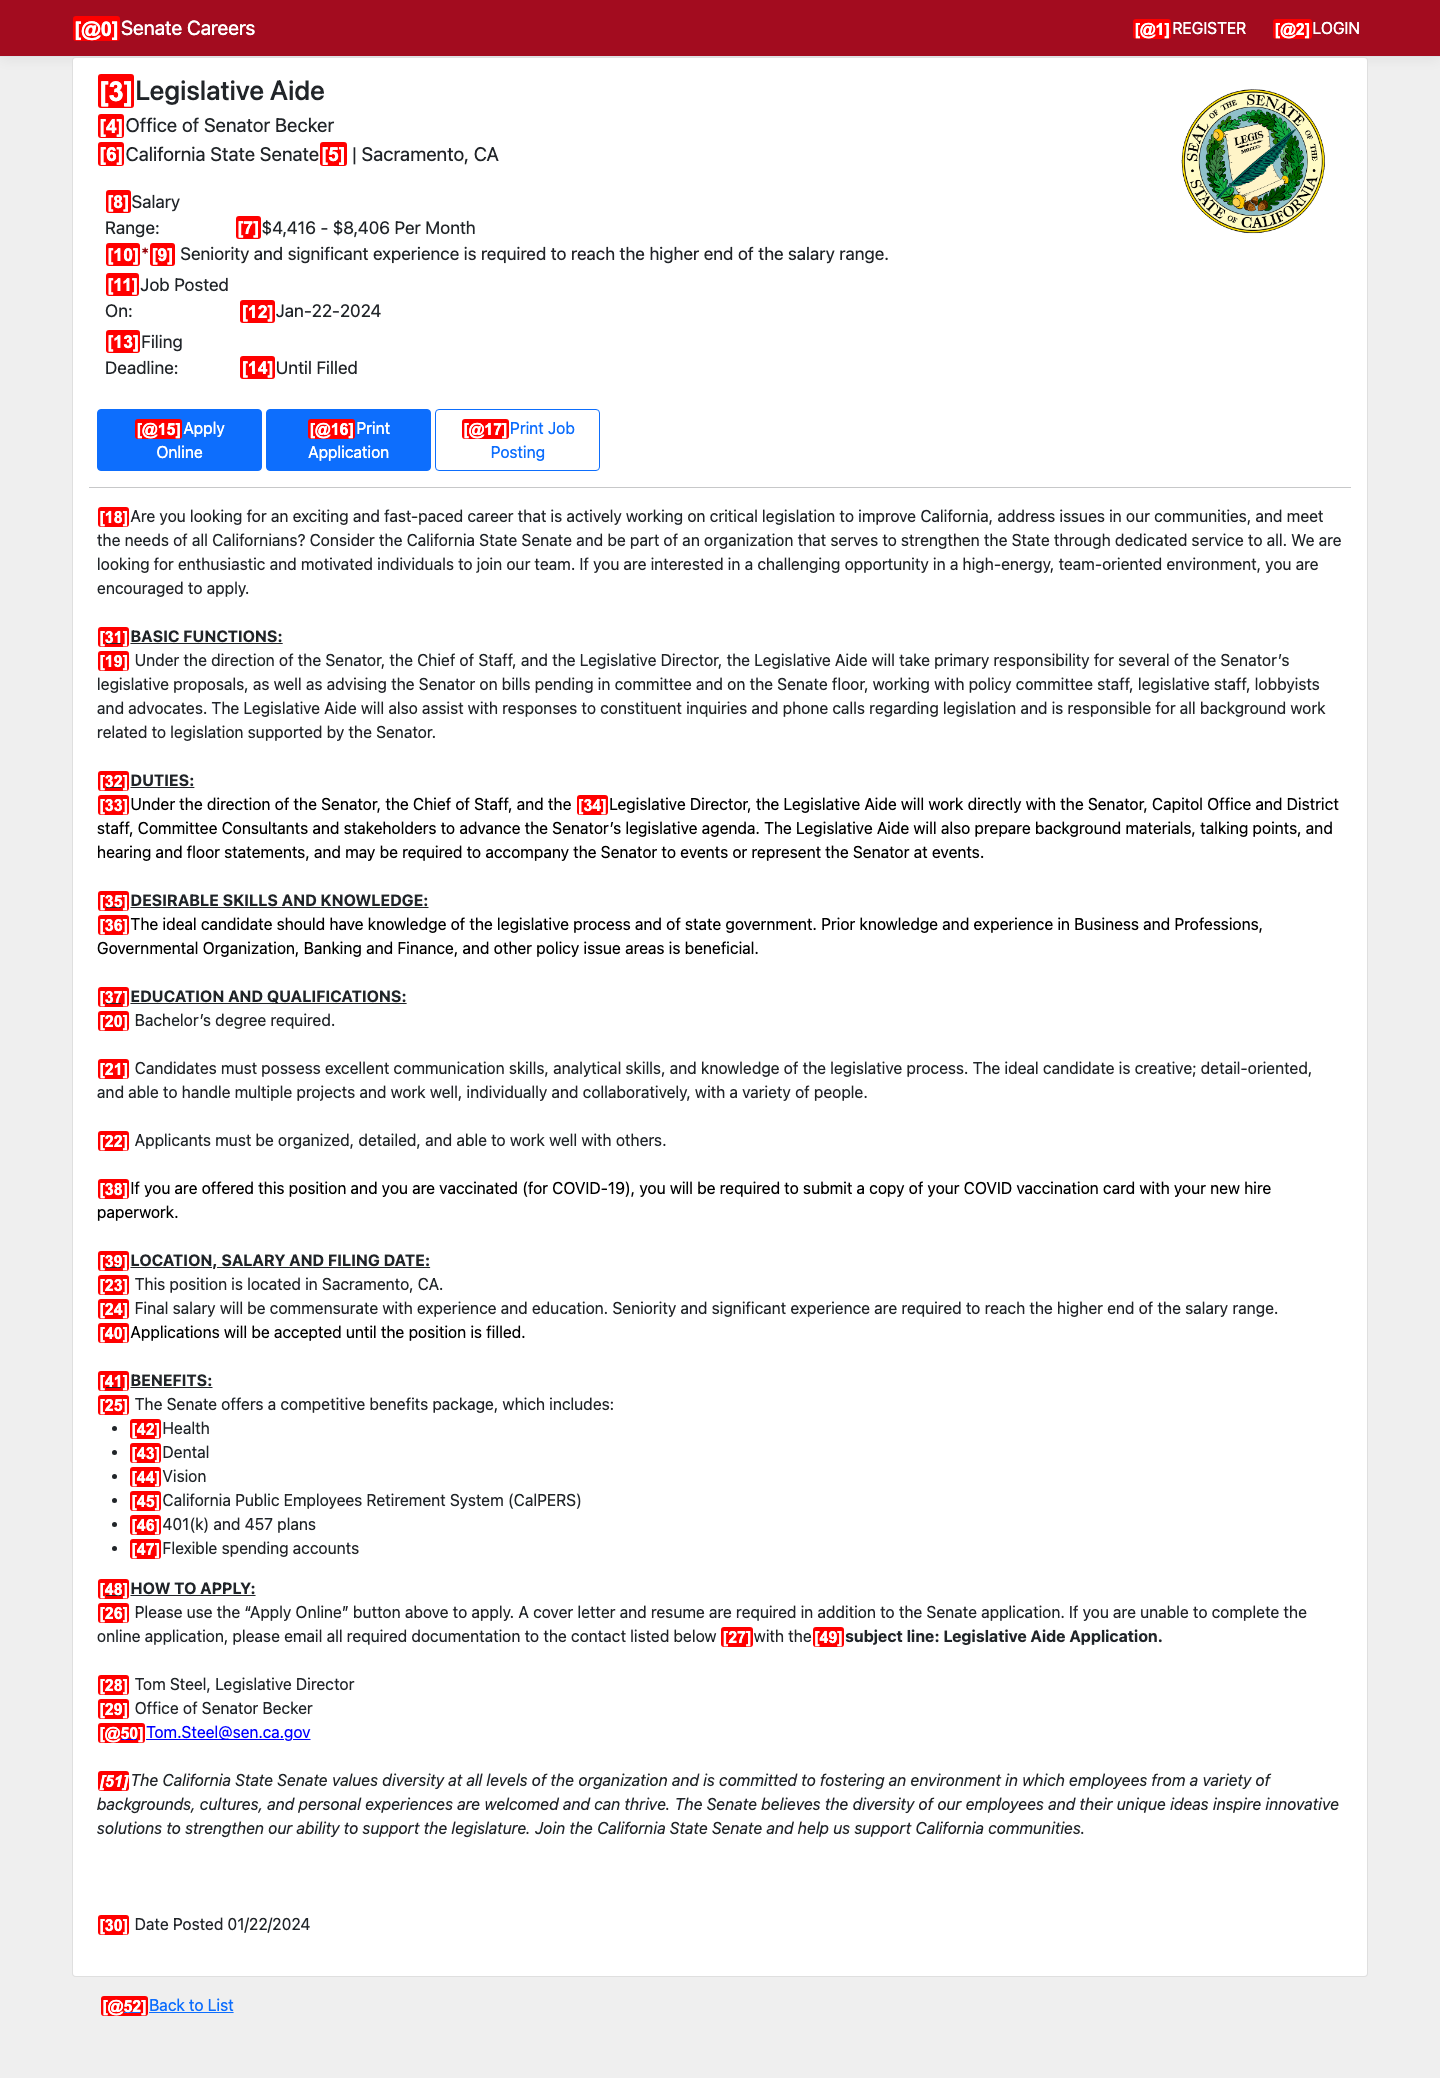 [@0]Senate Careers
[@1]REGISTER [@2]LOGIN
[3]Legislative Aide
[4]Office of Senator Becker
[6]California State Senate[5] | Sacramento, CA
SEAL OF THE SENATE OF THE STATE OF CALIFORNIA
LEGIS
[8]Salary
Range: [7]$4,416 - $8,406 Per Month
[10]*[9] Seniority and significant experience is required to reach the higher end of the salary range.
[11]Job Posted
On: [12]Jan-22-2024
[13]Filing
Deadline: [14]Until Filled
[@15]Apply
Online
[@16]Print
Application
[@17]Print Job
Posting
[18]Are you looking for an exciting and fast-paced career that is actively working on critical legislation to improve California, address issues in our communities, and meet
the needs of all Californians? Consider the California State Senate and be part of an organization that serves to strengthen the State through dedicated service to all. We are
looking for enthusiastic and motivated individuals to join our team. If you are interested in a challenging opportunity in a high-energy, team-oriented environment, you are
encouraged to apply.
[31]BASIC FUNCTIONS:
[19] Under the direction of the Senator, the Chief of Staff, and the Legislative Director, the Legislative Aide will take primary responsibility for several of the Senator’s
legislative proposals, as well as advising the Senator on bills pending in committee and on the Senate floor, working with policy committee staff, legislative staff, lobbyists
and advocates. The Legislative Aide will also assist with responses to constituent inquiries and phone calls regarding legislation and is responsible for all background work
related to legislation supported by the Senator.
[32]DUTIES:
[33]Under the direction of the Senator, the Chief of Staff, and the [34]Legislative Director, the Legislative Aide will work directly with the Senator, Capitol Office and District
staff, Committee Consultants and stakeholders to advance the Senator’s legislative agenda. The Legislative Aide will also prepare background materials, talking points, and
hearing and floor statements, and may be required to accompany the Senator to events or represent the Senator at events.
[35]DESIRABLE SKILLS AND KNOWLEDGE:
[36]The ideal candidate should have knowledge of the legislative process and of state government. Prior knowledge and experience in Business and Professions,
Governmental Organization, Banking and Finance, and other policy issue areas is beneficial.
[37]EDUCATION AND QUALIFICATIONS:
[20] Bachelor’s degree required.
[21] Candidates must possess excellent communication skills, analytical skills, and knowledge of the legislative process. The ideal candidate is creative; detail-oriented,
and able to handle multiple projects and work well, individually and collaboratively, with a variety of people.
[22] Applicants must be organized, detailed, and able to work well with others.
[38]If you are offered this position and you are vaccinated (for COVID-19), you will be required to submit a copy of your COVID vaccination card with your new hire
paperwork.
[39]LOCATION, SALARY AND FILING DATE:
[23] This position is located in Sacramento, CA.
[24] Final salary will be commensurate with experience and education. Seniority and significant experience are required to reach the higher end of the salary range.
[40]Applications will be accepted until the position is filled.
[41]BENEFITS:
[25] The Senate offers a competitive benefits package, which includes:
• [42]Health
• [43]Dental
• [44]Vision
• [45]California Public Employees Retirement System (CalPERS)
• [46]401(k) and 457 plans
• [47]Flexible spending accounts
[48]HOW TO APPLY:
[26] Please use the “Apply Online” button above to apply. A cover letter and resume are required in addition to the Senate application. If you are unable to complete the
online application, please email all required documentation to the contact listed below [27]with the[49]subject line: Legislative Aide Application.
[28] Tom Steel, Legislative Director
[29] Office of Senator Becker
[@50]Tom.Steel@sen.ca.gov
[51]The California State Senate values diversity at all levels of the organization and is committed to fostering an environment in which employees from a variety of
backgrounds, cultures, and personal experiences are welcomed and can thrive. The Senate believes the diversity of our employees and their unique ideas inspire innovative
solutions to strengthen our ability to support the legislature. Join the California State Senate and help us support California communities.
[30] Date Posted 01/22/2024
[@52]Back to List